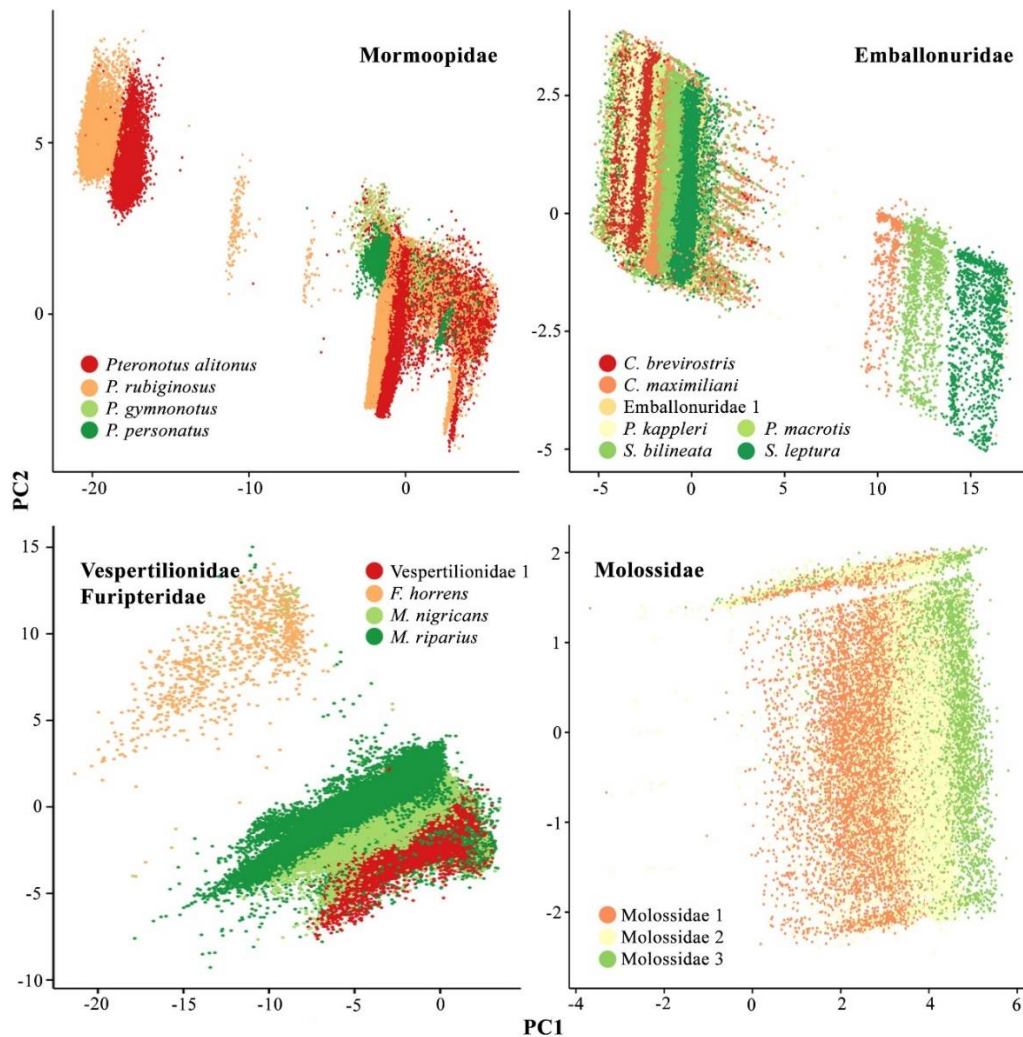 Mormoopidae
5
0
PC2
Pteronotus alitonus
P. rubiginosus
P. gymnonotus
P. personatus
-20
-10
0
Emballonuridae
2.5
0
-2.5
-5
C. brevirostris
C. maximiliani
Emballonuridae 1
P. kappleri
P. macrotis
S. bilineata
S. leptura
-5
0
5
10
15
Vespertilionidae
Furipteridae
15
10
5
0
-5
-10
Vespertilionidae 1
F. horrens
M. nigricans
M. riparius
-20
-15
-10
-5
0
Molossidae
2
1
0
-1
-2
Molossidae 1
Molossidae 2
Molossidae 3
-4
-2
0
2
4
6
PC1